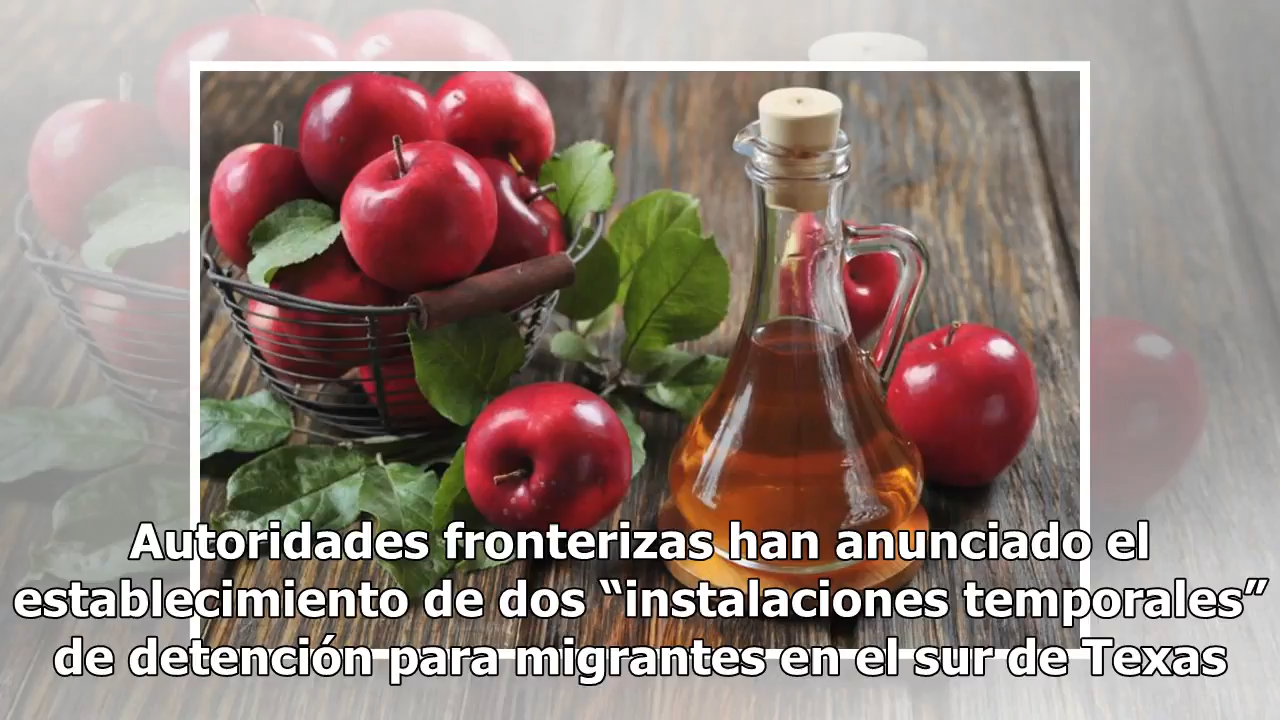 Autoridades fronterizas han anunciado el
establecimiento de dos “instalaciones temporales”
de detención para migrantes en el sur de Texas